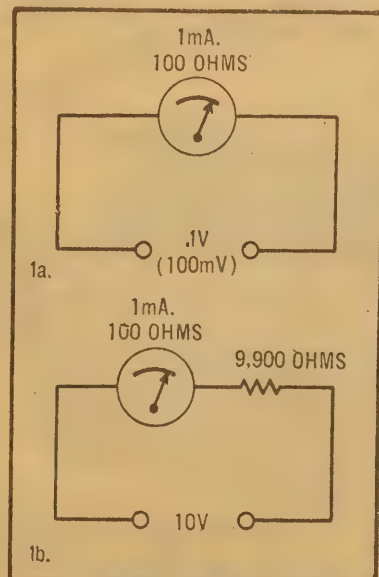 1mA.
100 OHMS
.1V
(100mV)
1a.
1mA.
100 OHMS
9,900 OHMS
10V
1b.